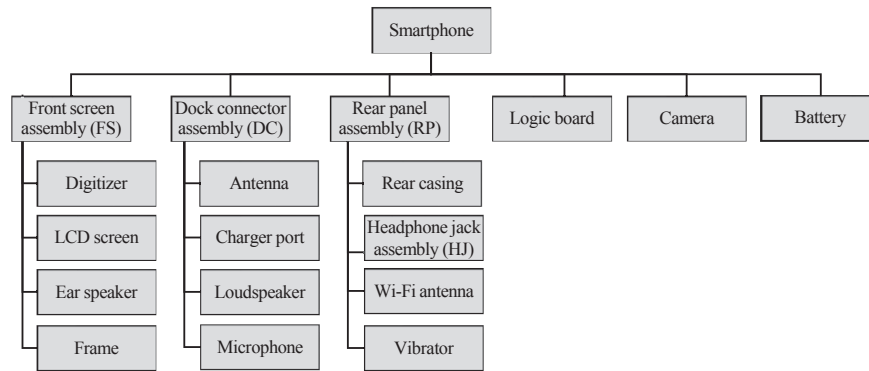 Smartphone
Front screen
assembly (FS)
Dock connector
assembly (DC)
Rear panel
assembly (RP)
Logic board
Camera
Battery
Digitizer
LCD screen
Ear speaker
Frame
Antenna
Charger port
Loudspeaker
Microphone
Rear casing
Headphone jack
assembly (HJ)
Wi-Fi antenna
Vibrator